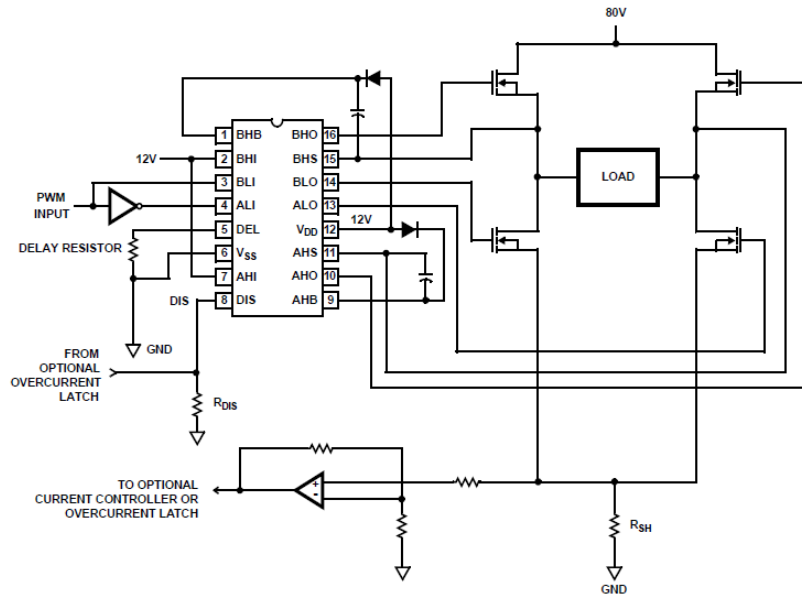 80V
1 BHB BHO 16
12V 2 BHI BHS 15
3 BLI BLO 14
PWM
INPUT
4 ALI ALO 13
LOAD
5 DEL VDD 12 12V
DELAY RESISTOR
6 VSS AHS 11
7 AHI AHO 10
DIS 8 DIS AHB 9
GND
FROM
OPTIONAL
OVERCURRENT
LATCH
RDIS
+
-
TO OPTIONAL
CURRENT CONTROLLER OR
OVERCURRENT LATCH
RSH
GND